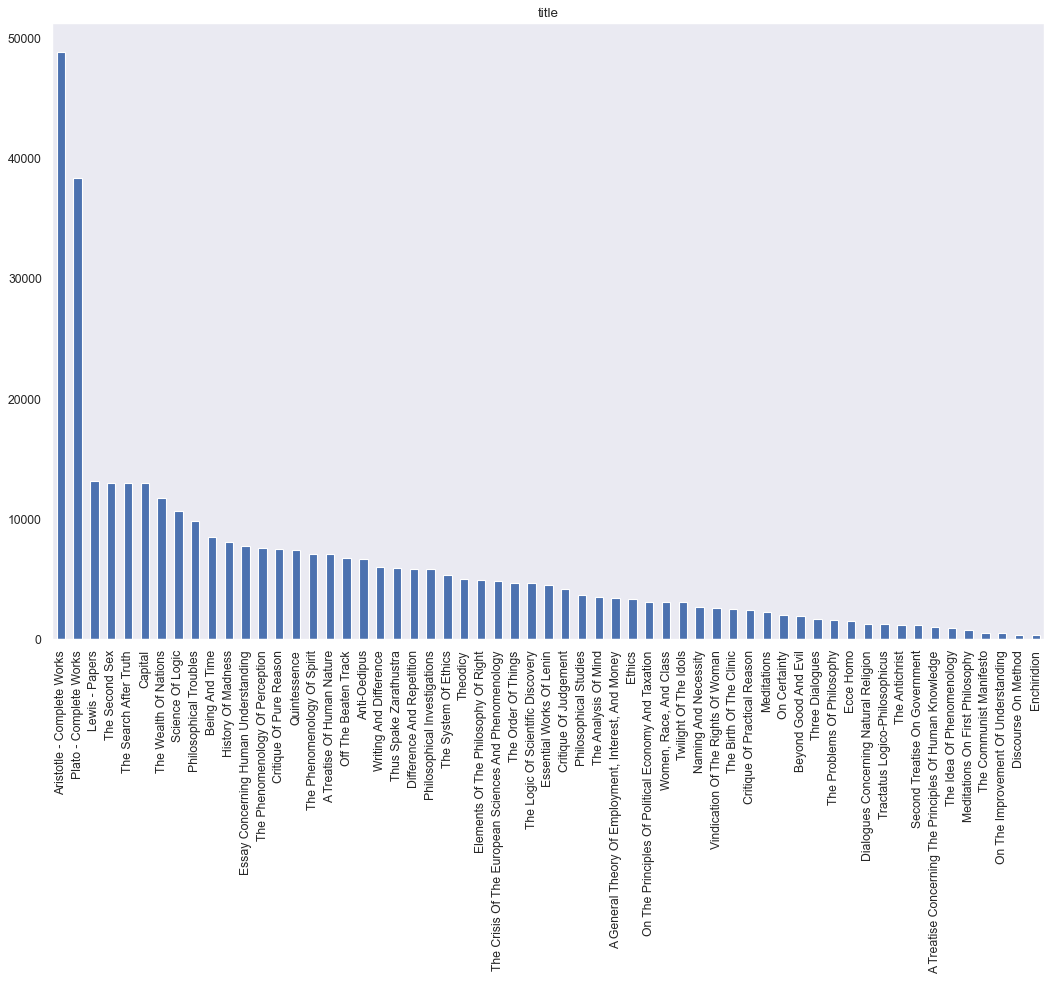 title
50000
40000
30000
20000
10000
0
Aristotle - Complete Works
Plato - Complete Works
Lewis - Papers
The Second Sex
The Search After Truth
Capital
The Wealth Of Nations
Science Of Logic
Philosophical Troubles
Being And Time
History Of Madness
Essay Concerning Human Understanding
The Phenomenology Of Perception
Critique Of Pure Reason
Quintessence
The Phenomenology Of Spirit
A Treatise Of Human Nature
Off The Beaten Track
Anti-Oedipus
Writing And Difference
Thus Spake Zarathustra
Difference And Repetition
Philosophical Investigations
The System Of Ethics
Theodicy
Elements Of The Philosophy Of Right
The Crisis Of The European Sciences And Phenomenology
The Order Of Things
The Logic Of Scientific Discovery
Essential Works Of Lenin
Critique Of Judgement
Philosophical Studies
The Analysis Of Mind
A General Theory Of Employment, Interest, And Money
Ethics
On The Principles Of Political Economy And Taxation
Women, Race, And Class
Twilight Of The Idols
Naming And Necessity
Vindication Of The Rights Of Woman
The Birth Of The Clinic
Critique Of Practical Reason
Meditations
On Certainty
Beyond Good And Evil
Three Dialogues
The Problems Of Philosophy
Ecce Homo
Dialogues Concerning Natural Religion
Tractatus Logico-Philosophicus
The Antichrist
Second Treatise On Government
A Treatise Concerning The Principles Of Human Knowledge
The Idea Of Phenomenology
Meditations On First Philosophy
The Communist Manifesto
On The Improvement Of Understanding
Discourse On Method
Enchiridion